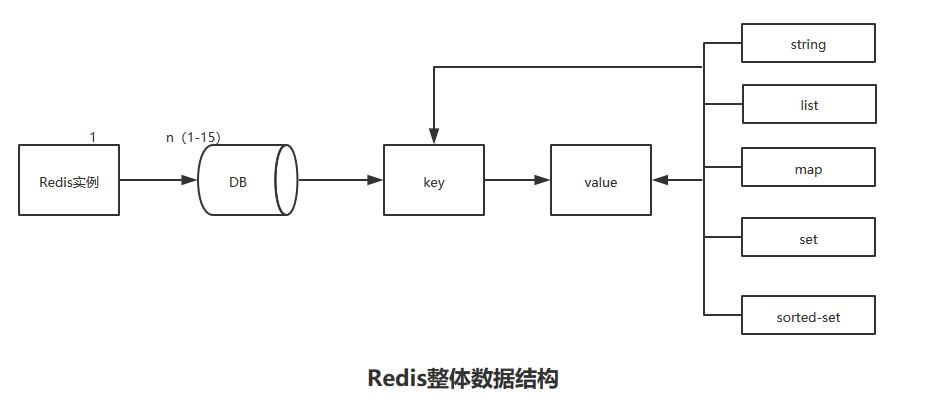 string
list
1
n（1-15）
map
Redis实例
DB
key
value
set
sorted-set
Redis整体数据结构